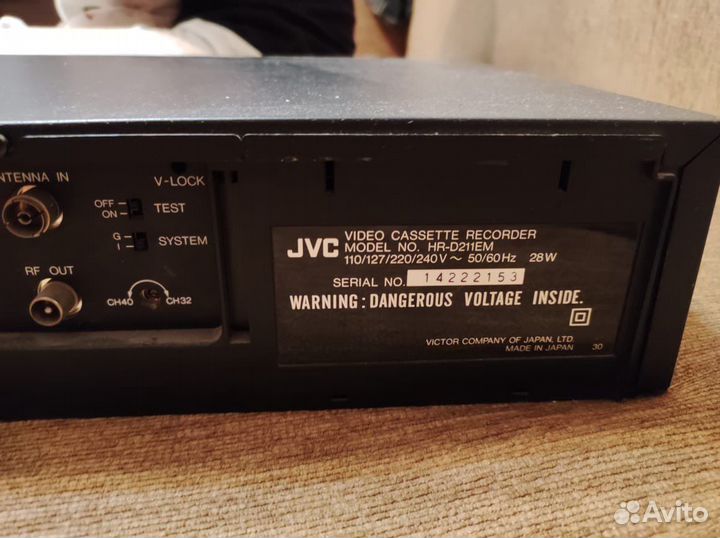 ANTENNA IN
V-LOCK
OFF
ON
TEST
G
I
SYSTEM
RF OUT
CH40 CH32
JVC
VIDEO CASSETTE RECORDER
MODEL NO. HR-D211EM
110/127/220/240V ~ 50/60Hz 28W
SERIAL NO. 14222153
WARNING: DANGEROUS VOLTAGE INSIDE.
VICTOR COMPANY OF JAPAN, LTD.
MADE IN JAPAN 30
Avito